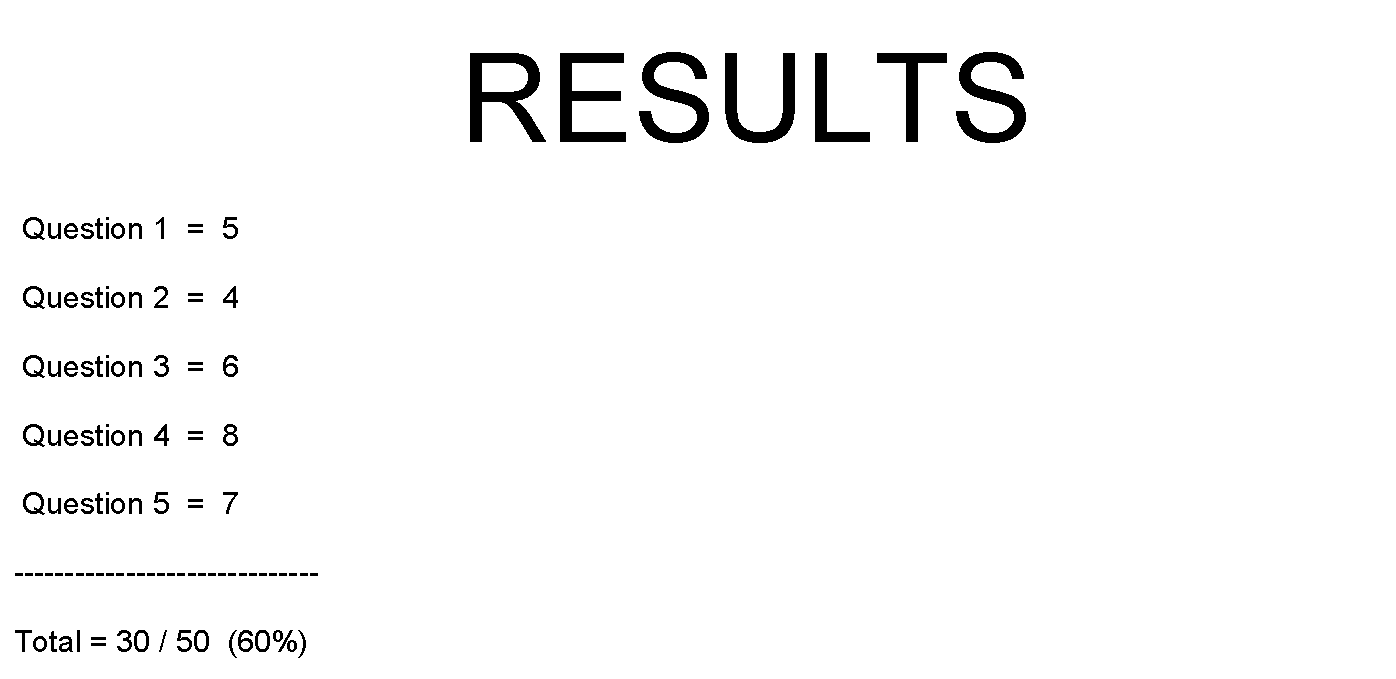 RESULTS
Question 1 = 5
Question 2 = 4
Question 3 = 6
Question 4 = 8
Question 5 = 7
------------------------------
Total = 30 / 50 (60%)